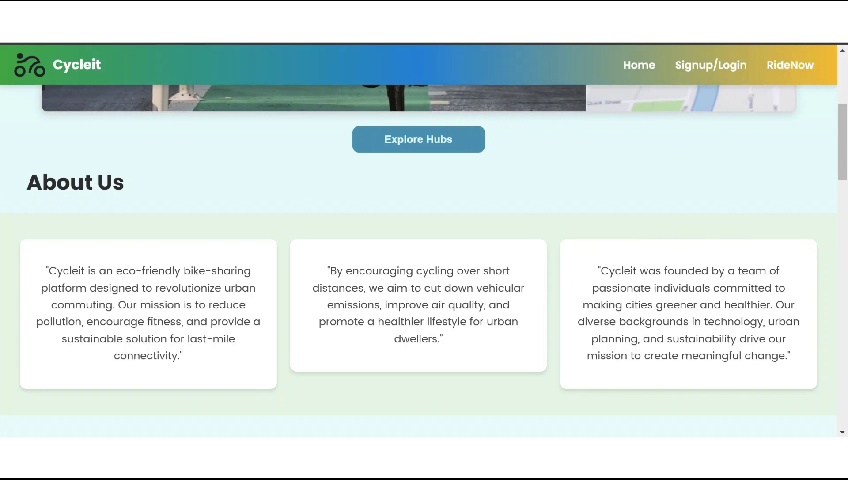 Cycleit
Home
Signup/Login
RideNow
Explore Hubs
About Us
"Cycleit is an eco-friendly bike-sharing
platform designed to revolutionize urban
commuting. Our mission is to reduce
pollution, encourage fitness, and provide a
sustainable solution for last-mile
connectivity."
"By encouraging cycling over short
distances, we aim to cut down vehicular
emissions, improve air quality, and
promote a healthier lifestyle for urban
dwellers."
"Cycleit was founded by a team of
passionate individuals committed to
making cities greener and healthier. Our
diverse backgrounds in technology, urban
planning, and sustainability drive our
mission to create meaningful change."